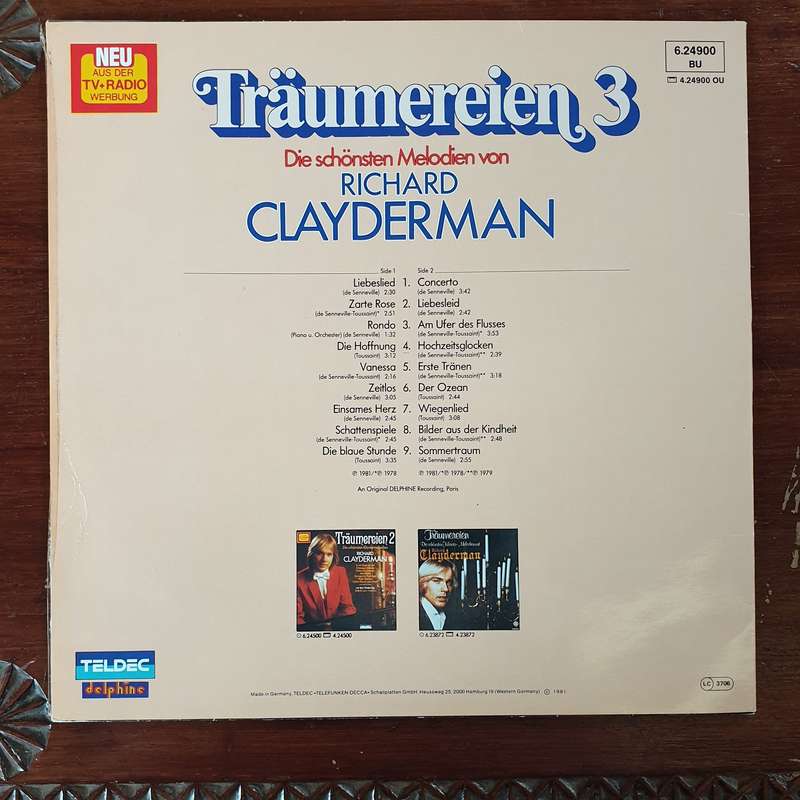 NEU
AUS DER
TV+RADIO
WERBUNG
6.24900
BU
4.24900 OU
Träumereien 3
Die schönsten Melodien von
RICHARD
CLAYDERMAN
Side 1
Liebeslied 1.
(de Senneville) 2:30
Zarte Rose 2.
(de Senneville-Toussaint)* 2:51
Rondo 3.
(Piano u. Orchester) (de Senneville) 1:32
Die Hoffnung 4.
(Toussaint) 3:12
Vanessa 5.
(de Senneville-Toussaint) 2:16
Zeitlos 6.
(de Senneville) 3:05
Einsames Herz 7.
(de Senneville) 2:45
Schattenspiele 8.
(de Senneville-Toussaint)* 2:45
Die blaue Stunde 9.
(Toussaint) 3:35
℗ 1981/*℗ 1978
Side 2
Concerto
(de Senneville) 3:42
Liebesleid
(de Senneville) 2:42
Am Ufer des Flusses
(de Senneville-Toussaint)* 3:53
Hochzeitsglocken
(de Senneville-Toussaint)** 2:39
Erste Tränen
(de Senneville-Toussaint)** 3:18
Der Ozean
(Toussaint) 2:44
Wiegenlied
(Toussaint) 3:08
Bilder aus der Kindheit
(de Senneville-Toussaint)** 2:48
Sommertraum
(de Senneville) 2:55
℗ 1981/*℗ 1978/**℗ 1979
An Original DELPHINE Recording, Paris
Träumereien 2
RICHARD
CLAYDERMAN
6.24500 4.24500
Träumereien
Richard
Clayderman
6.23872 4.23872
TELDEC
delphine
Made in Germany, TELDEC »TELEFUNKEN-DECCA« Schallplatten GmbH, Heussweg 25, 2000 Hamburg 19 (Western Germany) © 1981
LC 3706